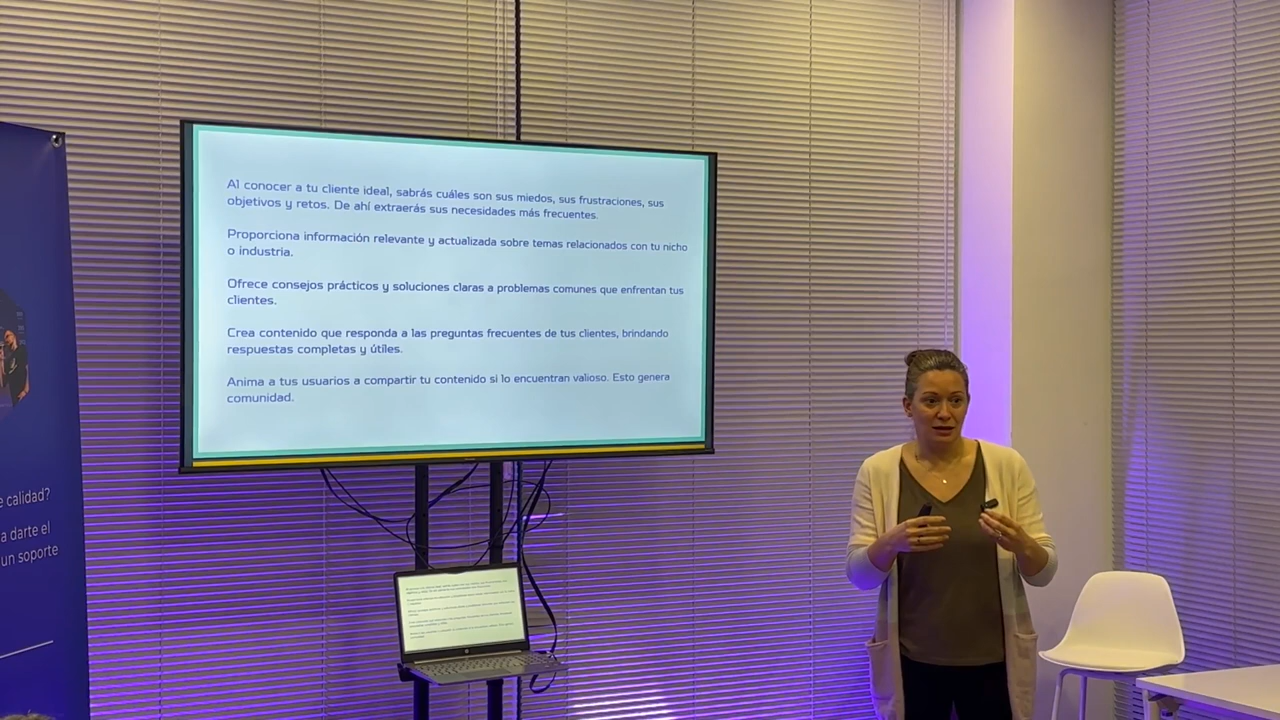 Al conocer a tu cliente ideal, sabrás cuáles son sus miedos, sus frustraciones, sus
objetivos y retos. De ahí extraerás sus necesidades más frecuentes.
Proporciona información relevante y actualizada sobre temas relacionados con tu nicho
o industria.
Ofrece consejos prácticos y soluciones claras a problemas comunes que enfrentan tus
clientes.
Crea contenido que responda a las preguntas frecuentes de tus clientes, brindando
respuestas completas y útiles.
Anima a tus usuarios a compartir tu contenido si lo encuentran valioso. Esto genera
comunidad.
e calidad?
a darte el
un soporte